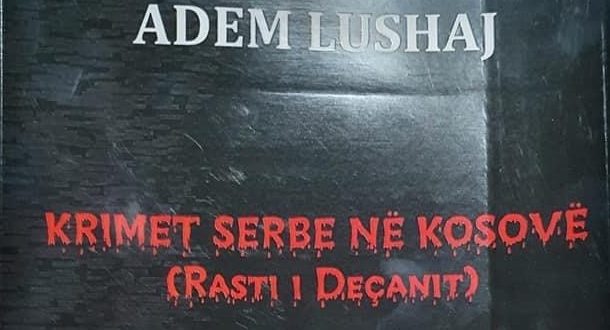 ADEM LUSHAJ
KRIMET SERBE NË KOSOVË
(RASTI I DEÇANIT)